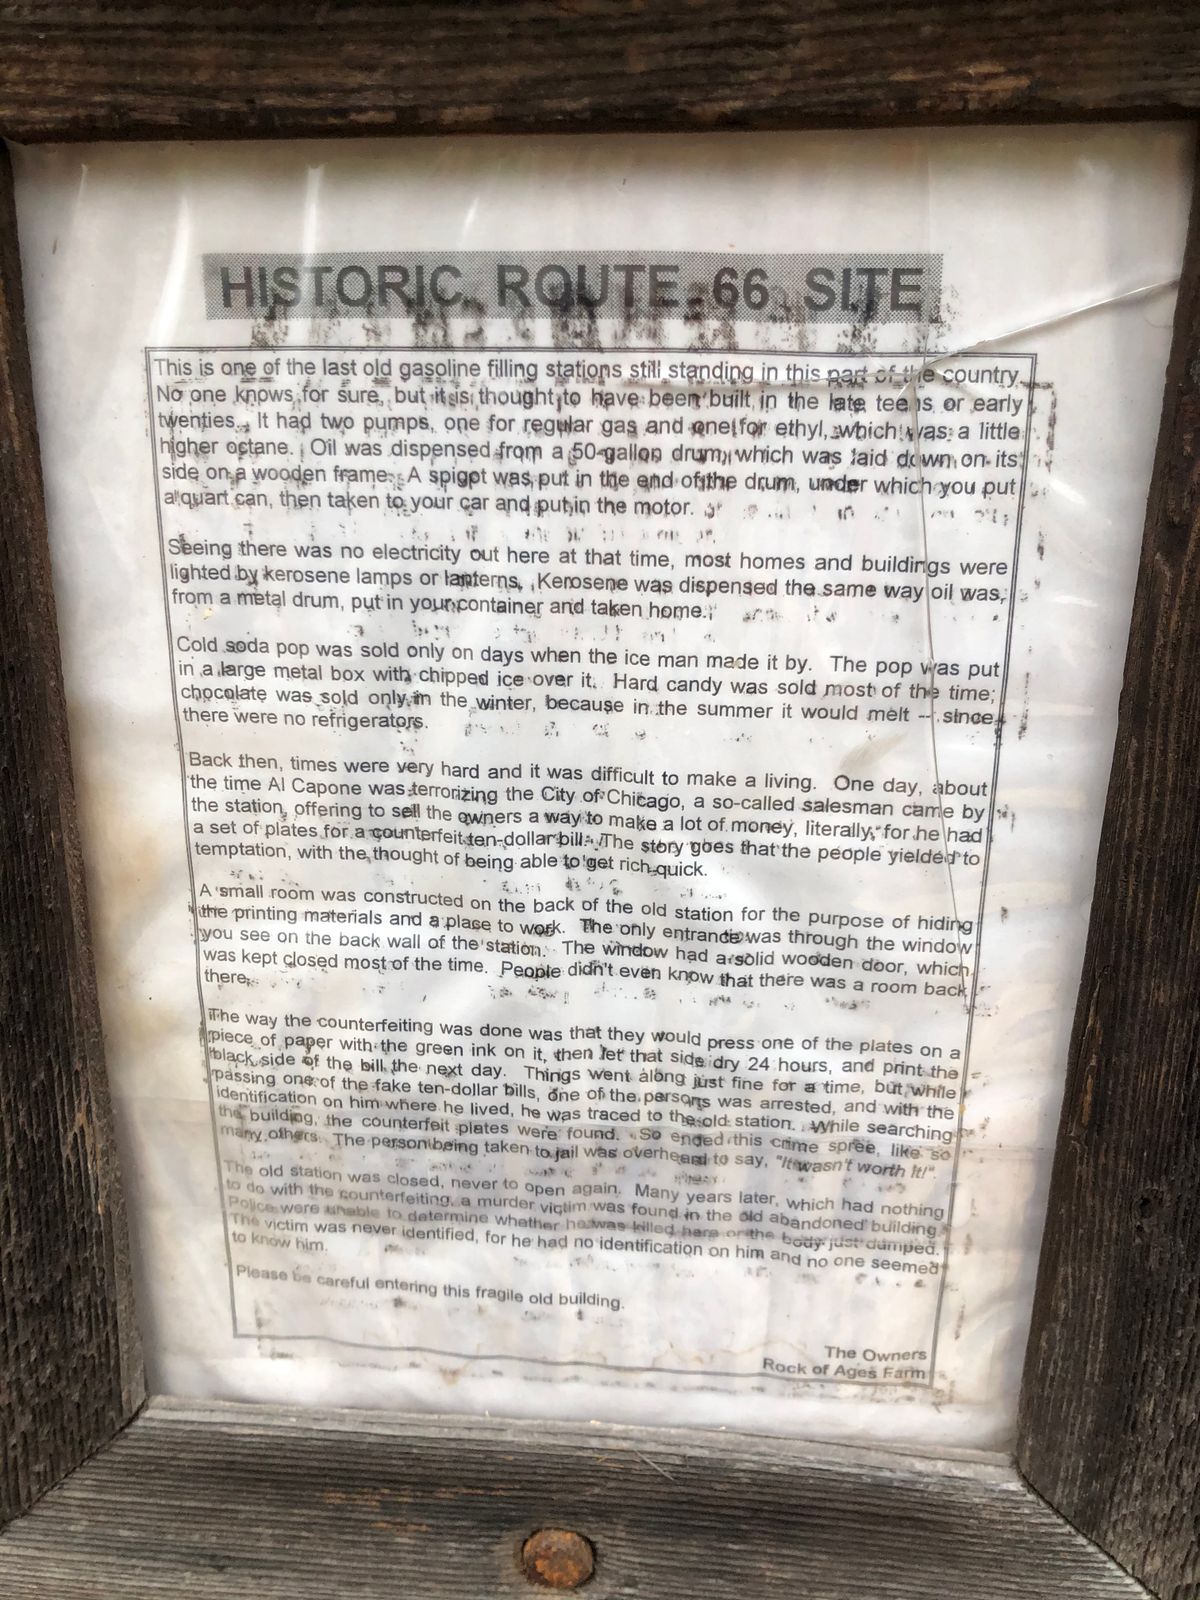 HISTORIC ROUTE 66 SITE
This is one of the last old gasoline filling stations still standing in this part of the country.
No one knows for sure, but it is thought to have been built in the late teens or early
twenties. It had two pumps, one for regular gas and one for ethyl, which was a little
higher octane. Oil was dispensed from a 50-gallon drum, which was laid down on its
side on a wooden frame. A spigot was put in the end of the drum, under which you put
a quart can, then taken to your car and put in the motor.
Seeing there was no electricity out here at that time, most homes and buildings were
lighted by kerosene lamps or lanterns. Kerosene was dispensed the same way oil was,
from a metal drum, put in your container and taken home.
Cold soda pop was sold only on days when the ice man made it by. The pop was put
in a large metal box with chipped ice over it. Hard candy was sold most of the time;
chocolate was sold only in the winter, because in the summer it would melt -- since
there were no refrigerators.
Back then, times were very hard and it was difficult to make a living. One day, about
the time Al Capone was terrorizing the City of Chicago, a so-called salesman came by
the station, offering to sell the owners a way to make a lot of money, literally, for he had
a set of plates for a counterfeit ten-dollar bill. The story goes that the people yielded to
temptation, with the thought of being able to get rich quick.
A small room was constructed on the back of the old station for the purpose of hiding
the printing materials and a place to work. The only entrance was through the window
you see on the back wall of the station. The window had a solid wooden door, which
was kept closed most of the time. People didn't even know that there was a room back
there.
The way the counterfeiting was done was that they would press one of the plates on a
piece of paper with the green ink on it, then let that side dry 24 hours, and print the
black side of the bill the next day. Things went along just fine for a time, but while
passing one of the fake ten-dollar bills, one of the persons was arrested, and with the
identification on him where he lived, he was traced to the old station. While searching
the building, the counterfeit plates were found. So ended this crime spree, like so
many others. The person being taken to jail was overheard to say, "It wasn't worth it!".
The old station was closed, never to open again. Many years later, which had nothing
to do with the counterfeiting, a murder victim was found in the old abandoned building.
Police were unable to determine whether he was killed here or the body just dumped.
The victim was never identified, for he had no identification on him and no one seemed
to know him.
Please be careful entering this fragile old building.
The Owners
Rock of Ages Farm